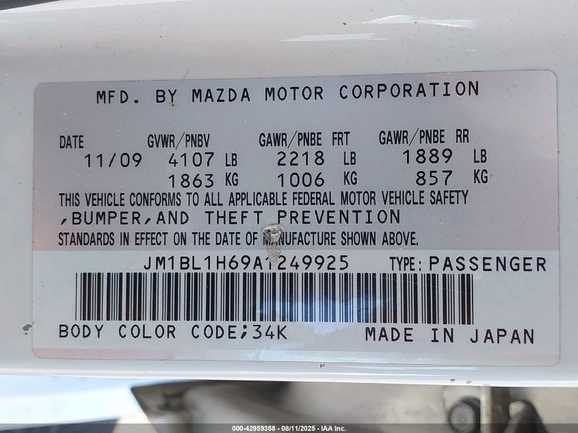 MFD. BY MAZDA MOTOR CORPORATION
DATE GVWR/PNBV GAWR/PNBE FRT GAWR/PNBE RR
11/09 4107 LB 2218 LB 1889 LB
1863 KG 1006 KG 857 KG
THIS VEHICLE CONFORMS TO ALL APPLICABLE FEDERAL MOTOR VEHICLE SAFETY
,BUMPER,AND THEFT PREVENTION
STANDARDS IN EFFECT ON THE DATE OF MANUFACTURE SHOWN ABOVE.
JM1BL1H69A1249925 TYPE: PASSENGER
BODY COLOR CODE;34K MADE IN JAPAN
000-42959358 - 08/11/2025 - IAA Inc.